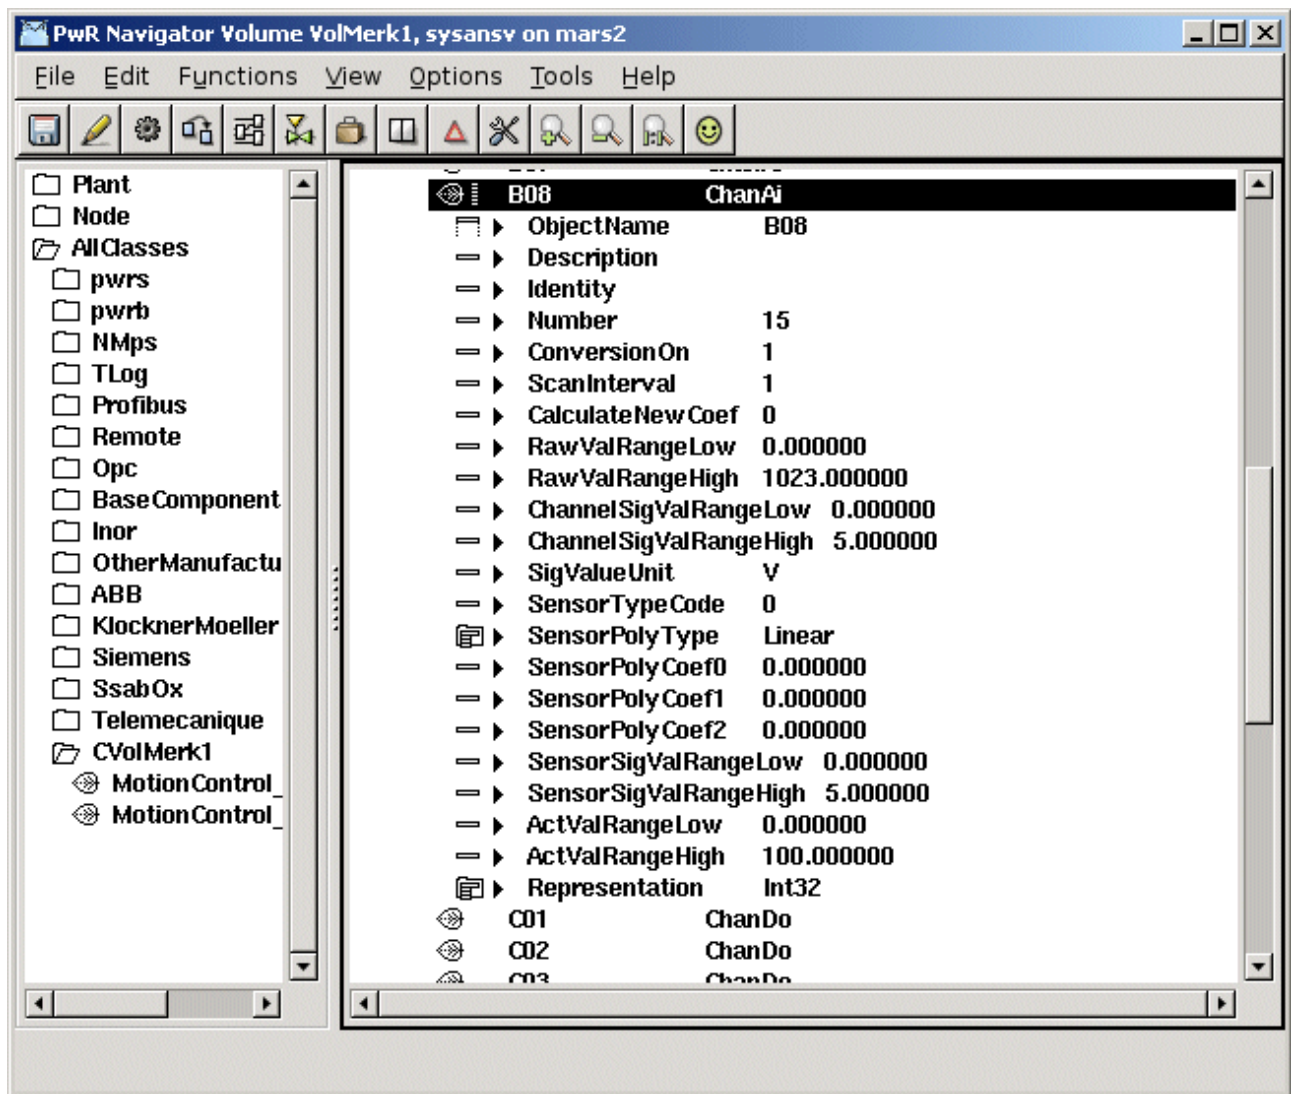 PwR Navigator Volume VolMerk1, sysansv on mars2
File Edit Functions View Options Tools Help
Plant
Node
AllClasses
pwrs
pwrb
NMps
TLog
Profibus
Remote
Opc
BaseComponent
Inor
OtherManufactu
ABB
KlocknerMoeller
Siemens
SsabOx
Telemecanique
CVolMerk1
MotionControl_
MotionControl_
B08 ChanAi
ObjectName B08
Description
Identity
Number 15
ConversionOn 1
ScanInterval 1
CalculateNewCoef 0
RawValRangeLow 0.000000
RawValRangeHigh 1023.000000
ChannelSigValRangeLow 0.000000
ChannelSigValRangeHigh 5.000000
SigValueUnit V
SensorTypeCode 0
SensorPolyType Linear
SensorPolyCoef0 0.000000
SensorPolyCoef1 0.000000
SensorPolyCoef2 0.000000
SensorSigValRangeLow 0.000000
SensorSigValRangeHigh 5.000000
ActValRangeLow 0.000000
ActValRangeHigh 100.000000
Representation Int32
C01 ChanDo
C02 ChanDo
C03 ChanDo